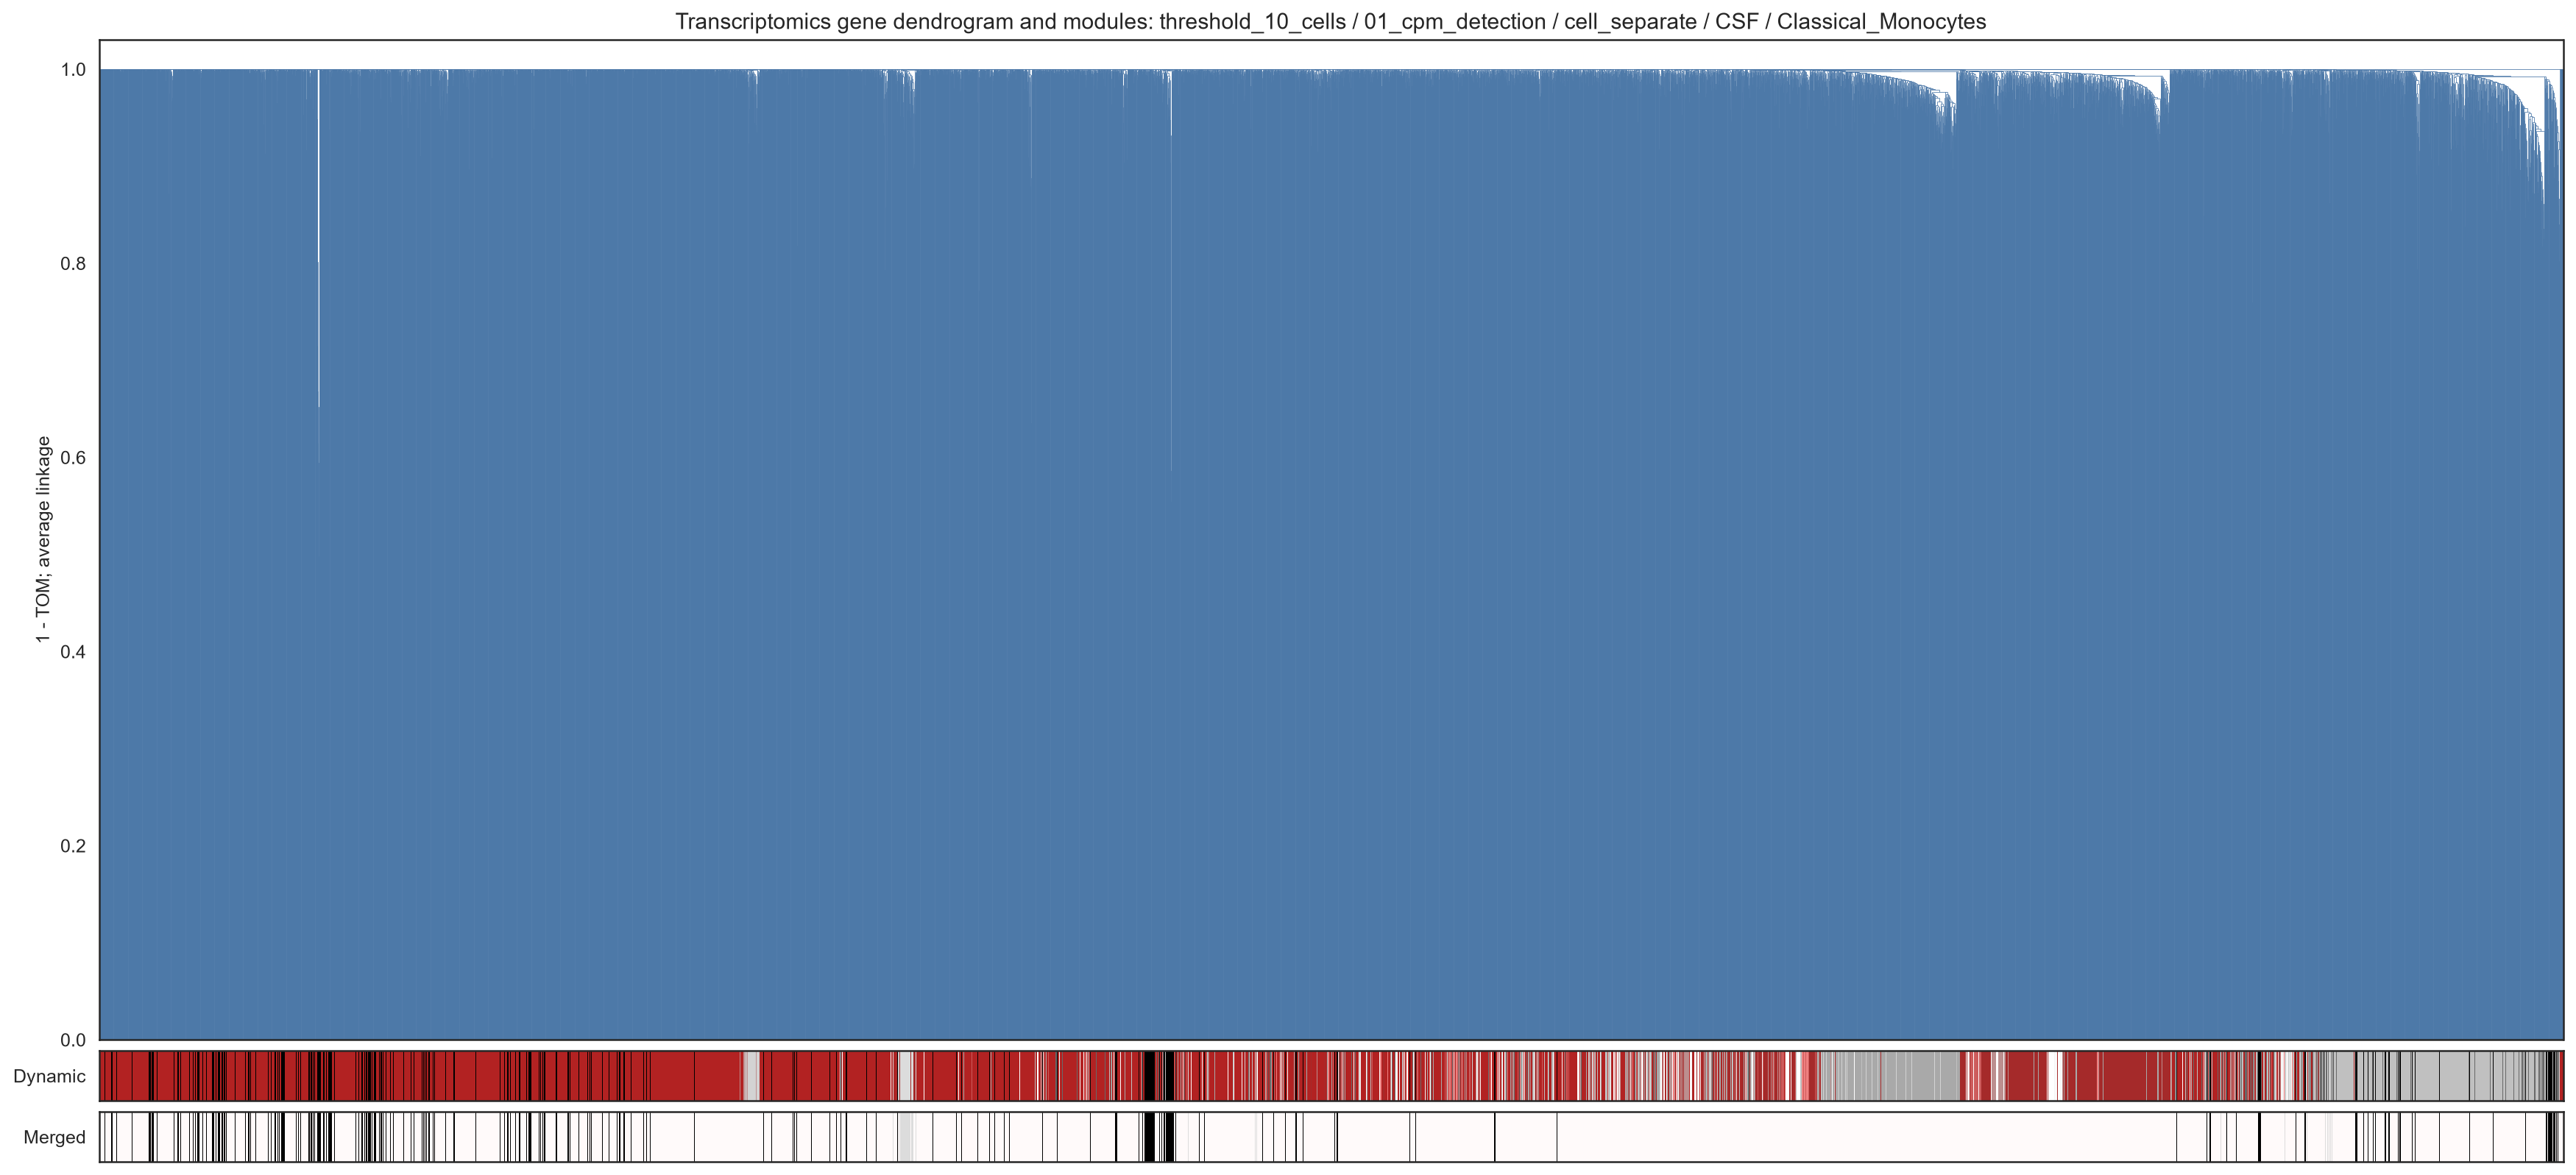 Transcriptomics gene dendrogram and modules: threshold_10_cells / 01_cpm_detection / cell_separate / CSF / Classical_Monocytes
1.0
0.8
0.6
0.4
0.2
0.0
1 - TOM; average linkage
Dynamic
Merged